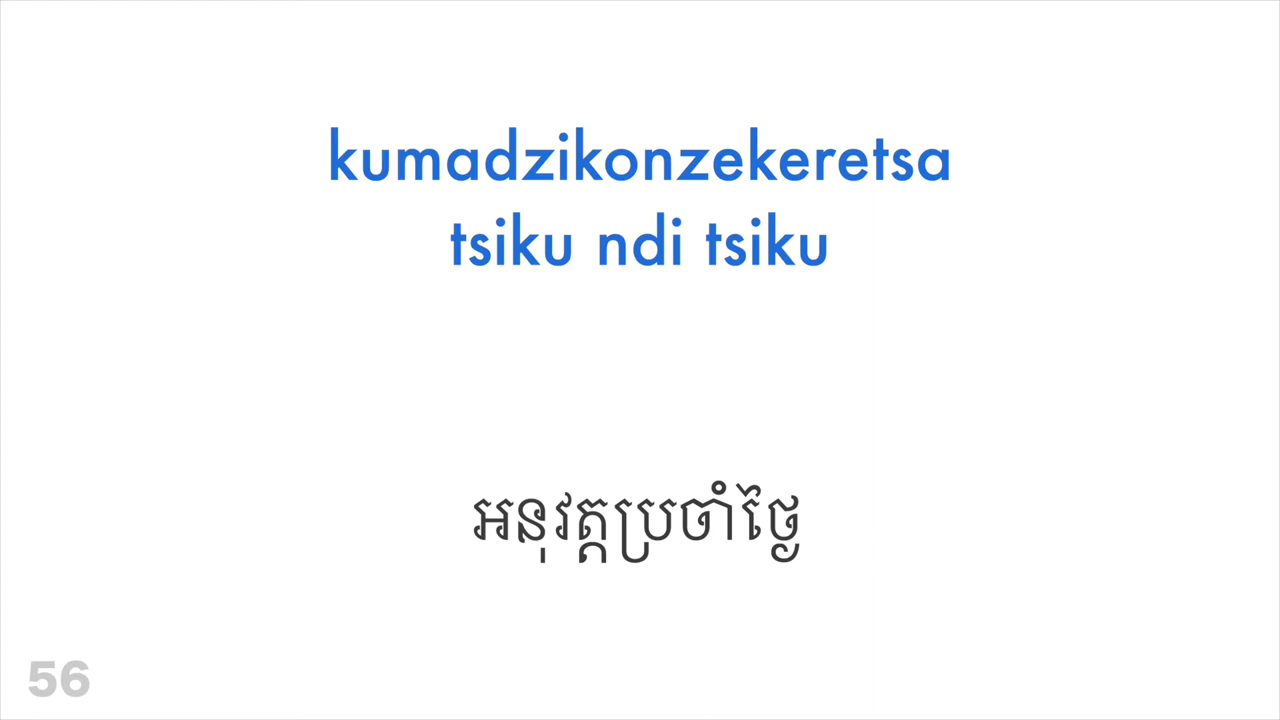 kumadzikonzekeretsa
tsiku ndi tsiku
អនុវត្តប្រចាំថ្ងៃ
56